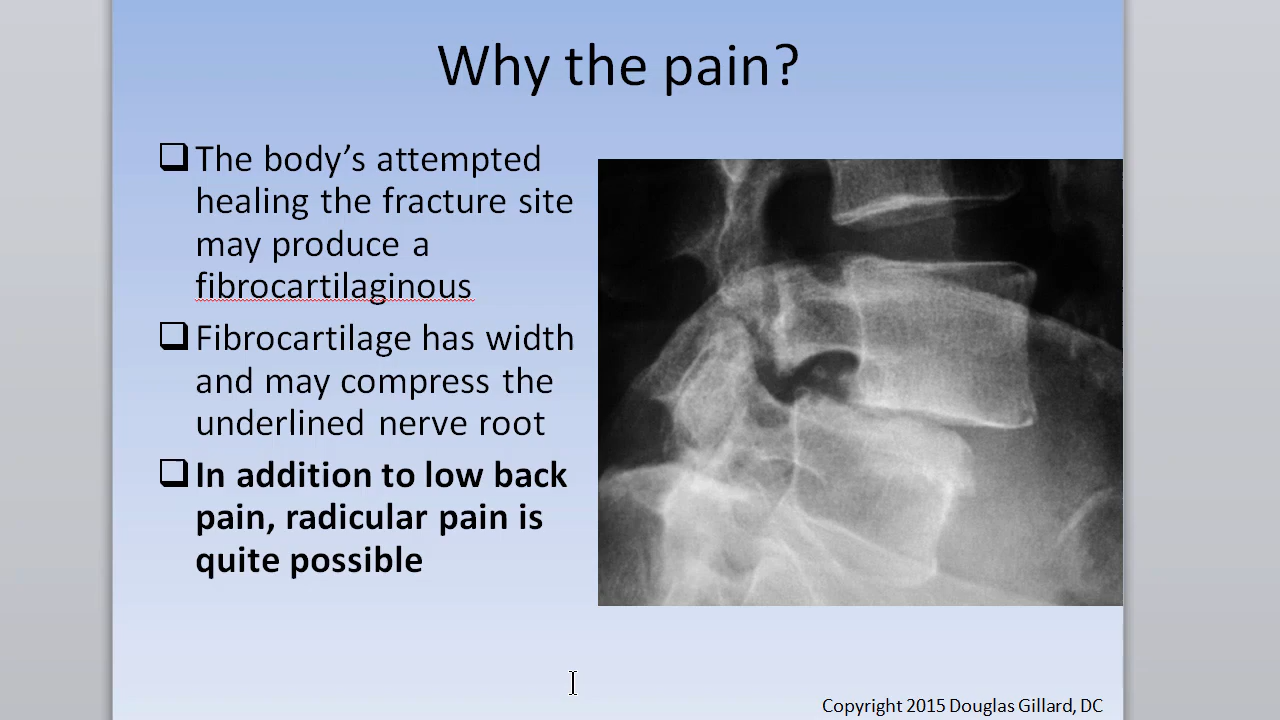 Why the pain?
The body’s attempted
healing the fracture site
may produce a
fibrocartilaginous
Fibrocartilage has width
and may compress the
underlined nerve root
In addition to low back
pain, radicular pain is
quite possible
Copyright 2015 Douglas Gillard, DC